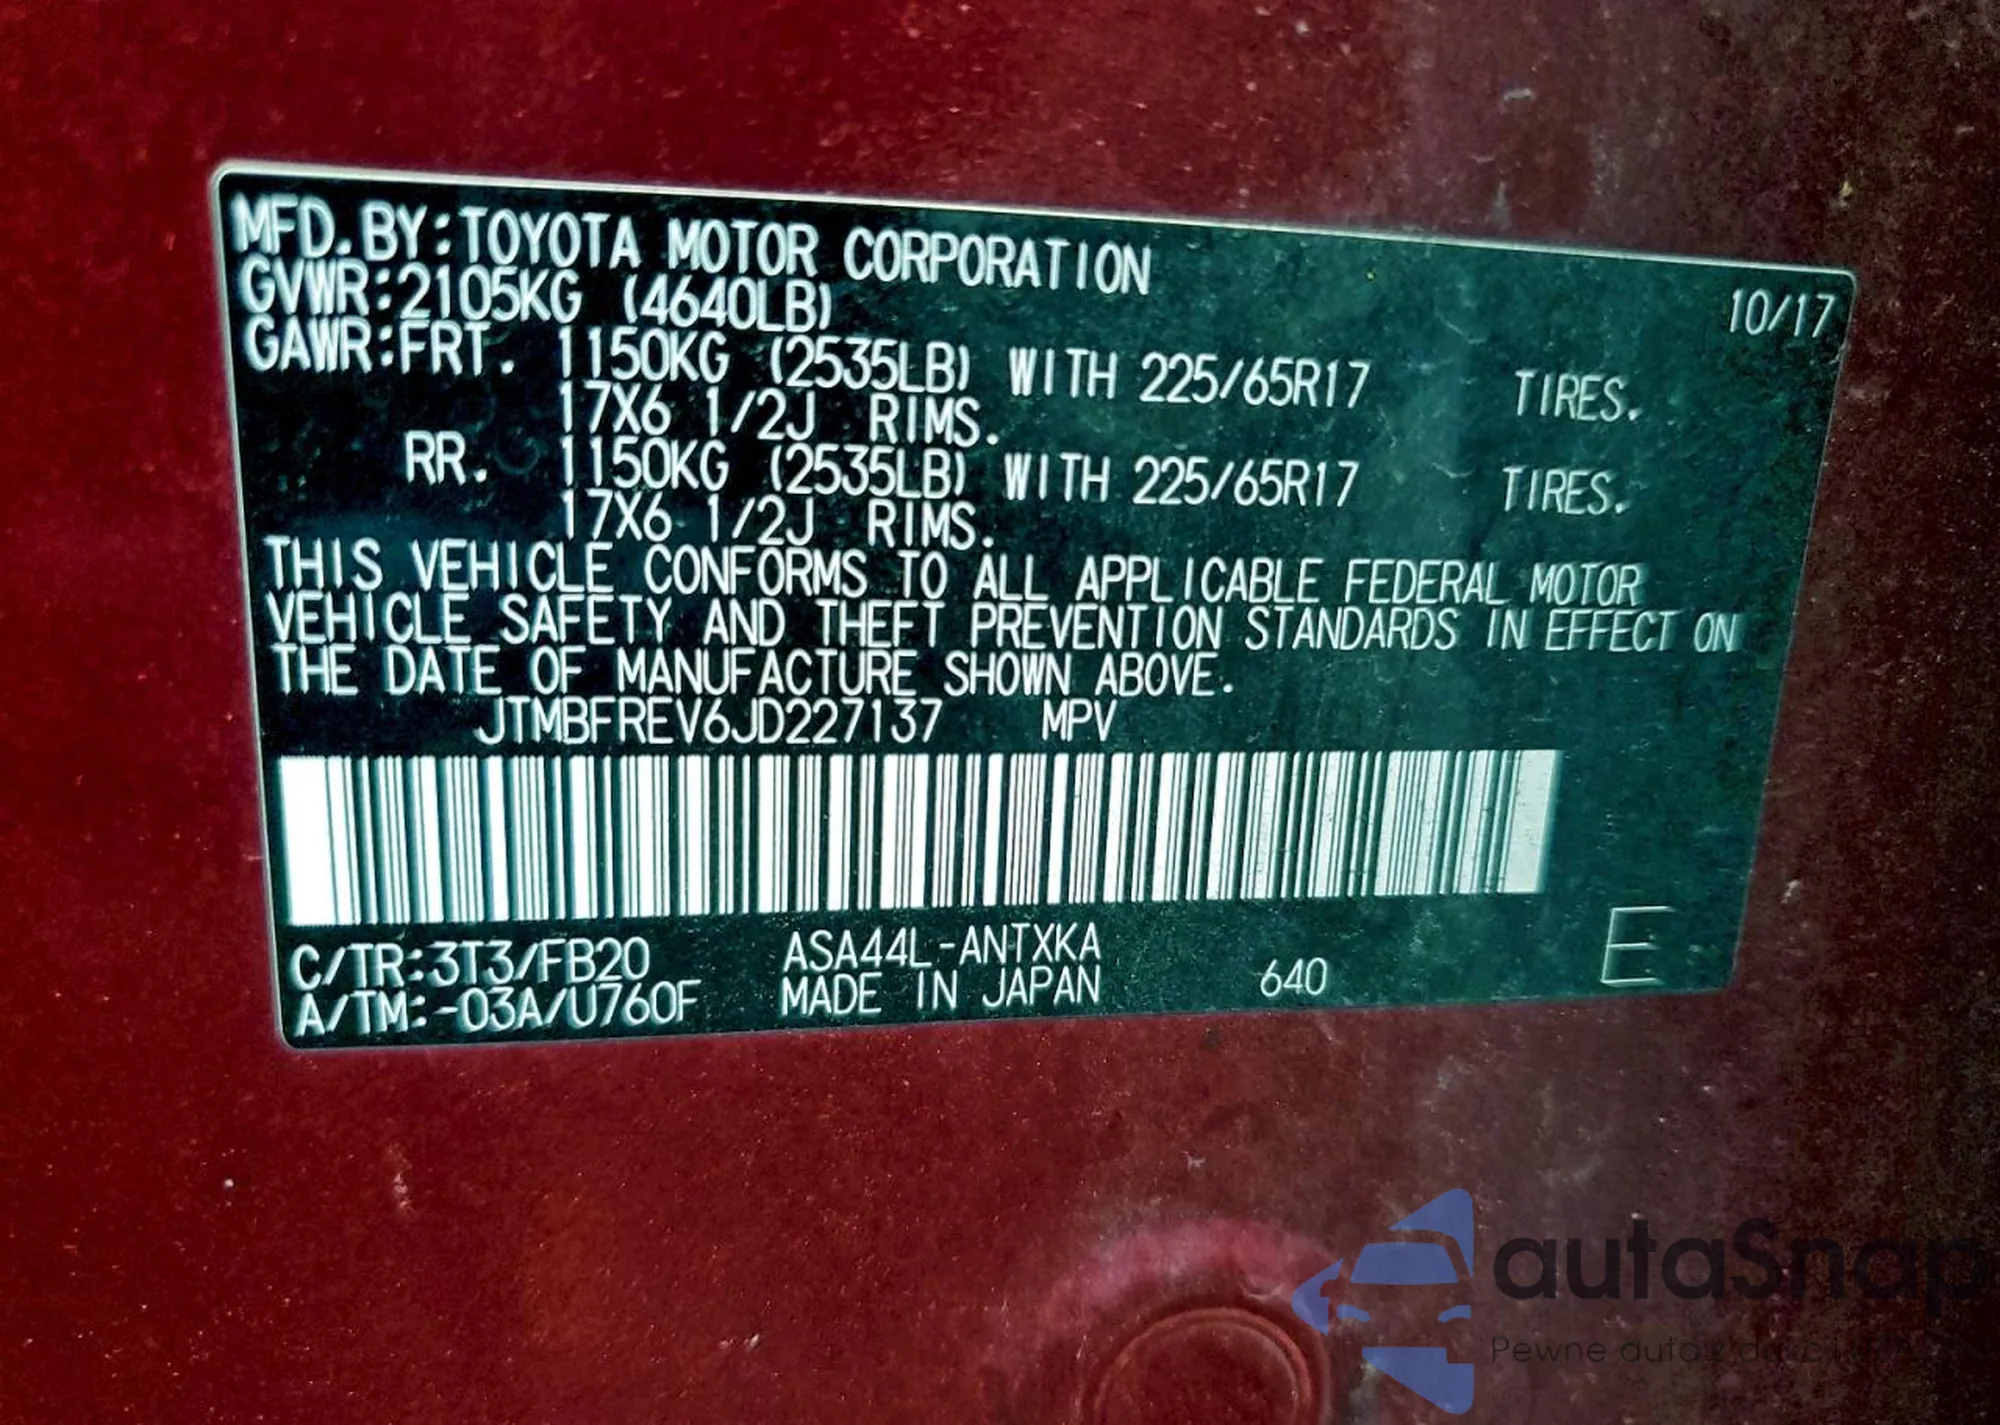 MFD.BY:TOYOTA MOTOR CORPORATION 10/17
GVWR:2105KG (4640LB)
GAWR:FRT. 1150KG (2535LB) WITH 225/65R17 TIRES.
17X6 1/2J RIMS.
RR. 1150KG (2535LB) WITH 225/65R17 TIRES.
17X6 1/2J RIMS.
THIS VEHICLE CONFORMS TO ALL APPLICABLE FEDERAL MOTOR
VEHICLE SAFETY AND THEFT PREVENTION STANDARDS IN EFFECT ON
THE DATE OF MANUFACTURE SHOWN ABOVE.
JTMBFREV6JD227137 MPV
C/TR:3T3/FB20 ASA44L-ANTXKA
A/TM:-03A/U760F MADE IN JAPAN 640 E
autaSnap
Pewne auta